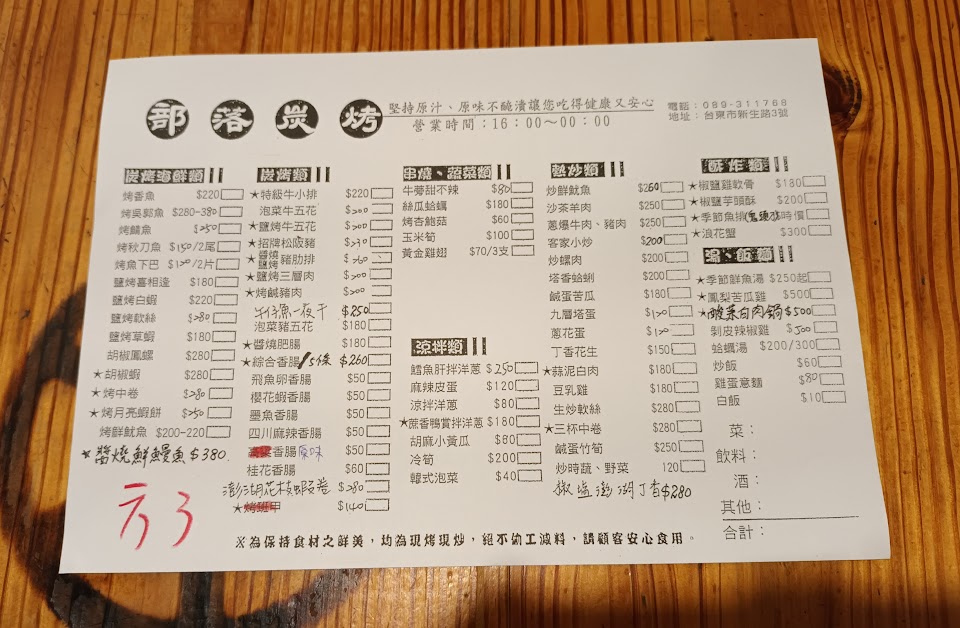 部落炭烤
堅持原汁、原味不醃漬讓您吃得健康又安心
營業時間：16：00～00：00
電話：089-311768
地址：台東市新生路3號
炭燒海鮮類
烤香魚 $220
烤吳郭魚 $280-380
烤鯖魚 $250
烤秋刀魚 $150/2尾
烤魚下巴 $120/2片
鹽烤喜相逢 $180
鹽烤白蝦 $220
鹽烤軟絲 $280
鹽烤草蝦 $180
胡椒鳳螺 $280
★胡椒蝦 $280
★烤中卷 $280
★烤月亮蝦餅 $250
烤鮮魷魚 $200-220
★醬燒鮮鰻魚 $380
方3
炭烤類
★特級牛小排 $220
泡菜牛五花 $200
★鹽烤牛五花 $200
★招牌松阪豬 $230
★醬燒 鹽烤 豬肋排 $260
★鹽烤三層肉 $200
★烤鹹豬肉 $200
一夜干 $250
泡菜豬五花 $180
★醬燒肥腸 $180
★綜合香腸/5條 $260
飛魚卵香腸 $50
櫻花蝦香腸 $50
墨魚香腸 $50
四川麻辣香腸 $50
香腸 原味 $50
桂花香腸 $60
澎湖花枝蝦卷 $280
★烤甲 $140
串燒、蔬菜類
牛蒡甜不辣 $80
絲瓜蛤蠣 $180
烤杏鮑菇 $60
玉米筍 $100
黃金雞翅 $70/3支
涼拌類
鱈魚肝拌洋蔥 $250
麻辣皮蛋 $120
涼拌洋蔥 $80
★蔗香鴨賞拌洋蔥 $180
胡麻小黃瓜 $80
冷筍 $200
韓式泡菜 $40
熱炒類
炒鮮魷魚 $260
沙茶羊肉 $250
蔥爆牛肉、豬肉 $250
客家小炒 $200
炒螺肉 $200
塔香蛤蜊 $200
鹹蛋苦瓜 $180
九層塔蛋 $120
蔥花蛋 $120
丁香花生 $150
★蒜泥白肉 $180
豆乳雞 $180
生炒軟絲 $280
★三杯中卷 $280
鹹蛋竹筍 $250
炒時蔬、野菜 120
椒塩澎湖丁香 $280
酥炸類
★椒鹽雞軟骨 $180
★椒鹽芋頭酥 $200
★季節魚排 時價
★浪花蟹 $300
湯、飯麵
★季節鮮魚湯 $250起
★鳳梨苦瓜雞 $500
★酸菜白肉鍋 $500
剝皮辣椒雞 $500
蛤蠣湯 $200/300
炒飯 $60
雞蛋意麵 $80
白飯 $10
菜：
飲料：
酒：
其他：
合計：
※為保持食材之鮮美，均為現烤現炒，絕不偷工減料，請顧客安心食用。